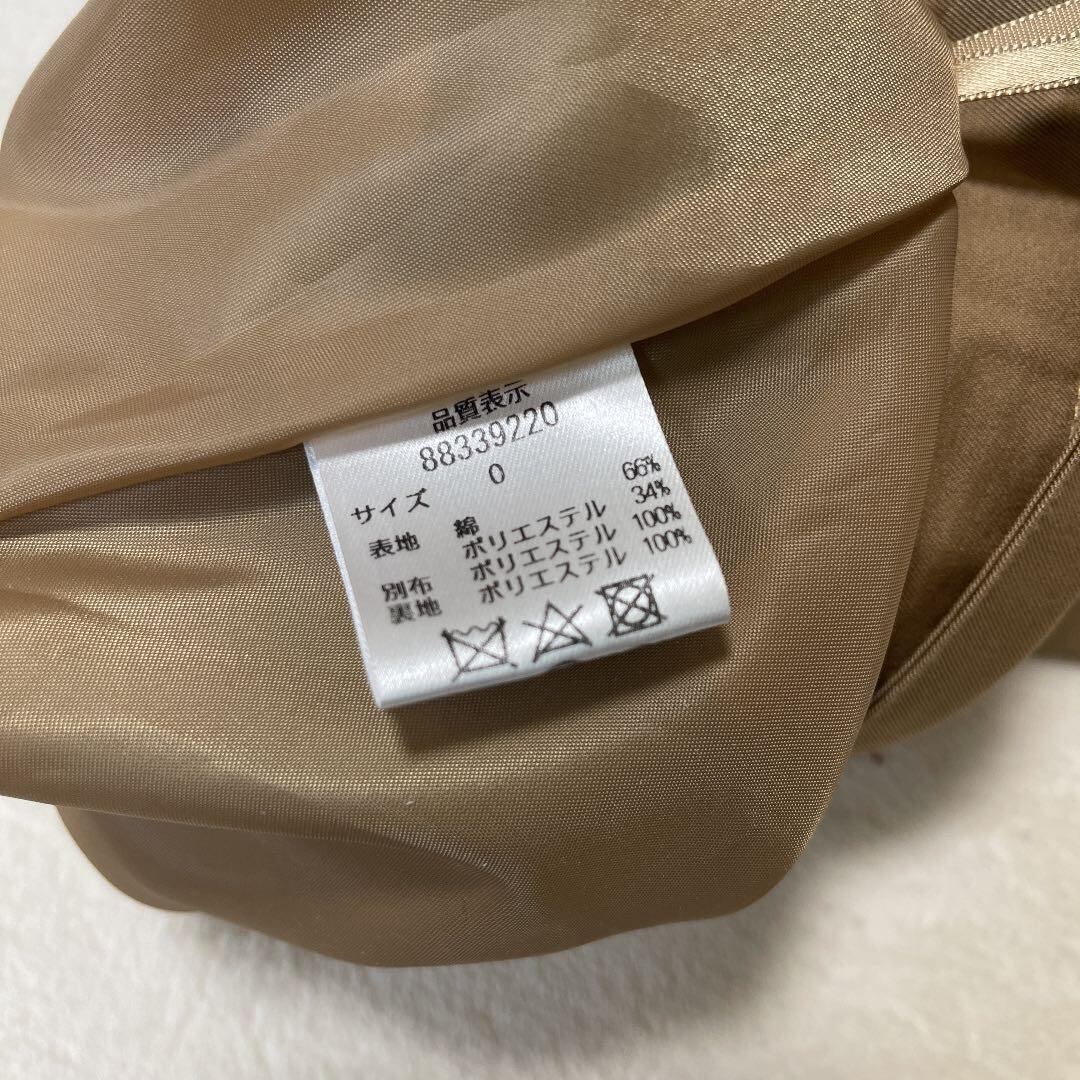 品質表示
88339220
サイズ 0
表地 綿 66%
ポリエステル 34%
別布 ポリエステル 100%
裏地 ポリエステル 100%